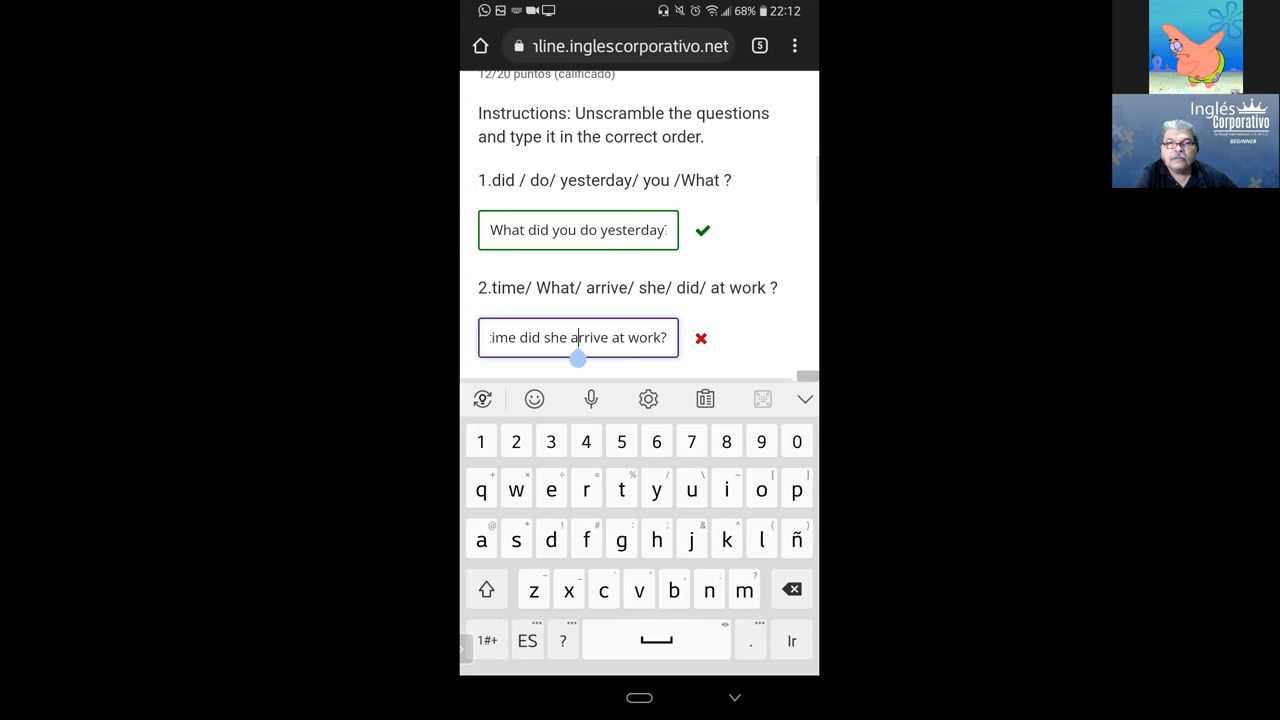 68% 22:12
nline.inglescorporativo.net 5
12/20 puntos (calificado)
Instructions: Unscramble the questions
and type it in the correct order.
1.did / do/ yesterday/ you /What ?
What did you do yesterday?
2.time/ What/ arrive/ she/ did/ at work ?
time did she arrive at work?
1 2 3 4 5 6 7 8 9 0
q w e r t y u i o p
a s d f g h j k l ñ
z x c v b n m
1#+ ES ? . Ir
Inglés
Corporativo
BEGINNER